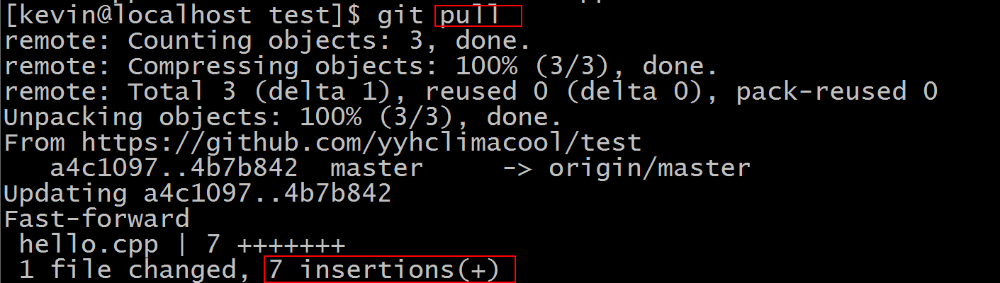 [kevin@localhost test]$ git pull
remote: Counting objects: 3, done.
remote: Compressing objects: 100% (3/3), done.
remote: Total 3 (delta 1), reused 0 (delta 0), pack-reused 0
Unpacking objects: 100% (3/3), done.
From https://github.com/yyhclimacool/test
   a4c1097..4b7b842  master     -> origin/master
Updating a4c1097..4b7b842
Fast-forward
 hello.cpp | 7 +++++++
 1 file changed, 7 insertions(+)